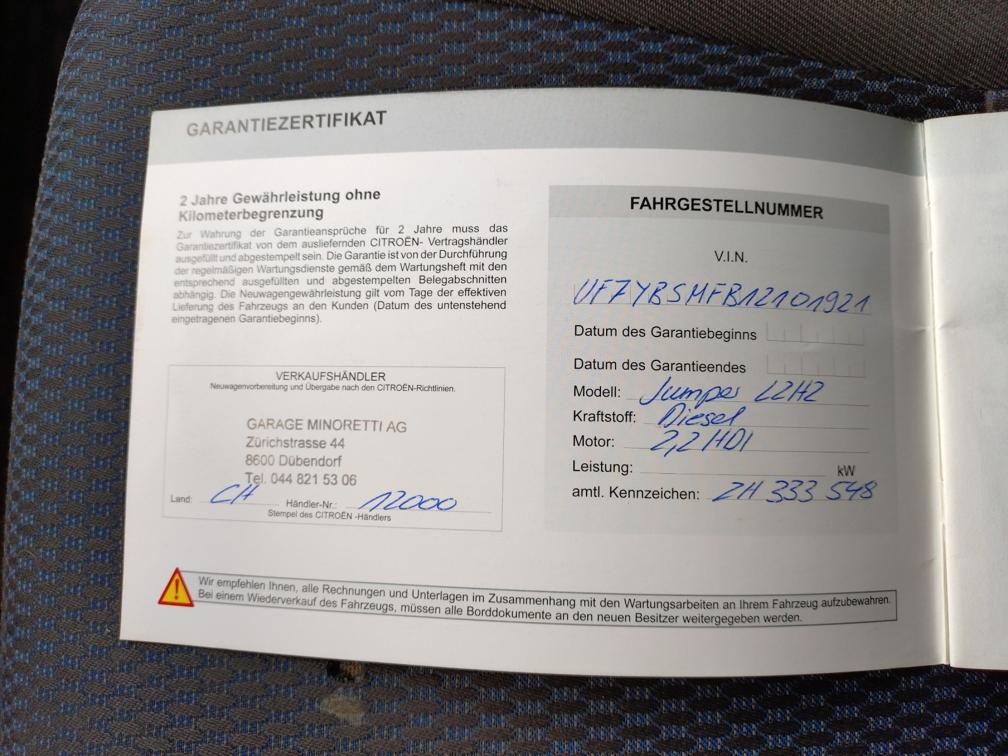 GARANTIEZERTIFIKAT
2 Jahre Gewährleistung ohne
Kilometerbegrenzung
Zur Wahrung der Garantieansprüche für 2 Jahre muss das
Garantiezertifikat von dem ausliefernden CITROËN- Vertragshändler
ausgefüllt und abgestempelt sein. Die Garantie ist von der Durchführung
der regelmäßigen Wartungsdienste gemäß dem Wartungsheft mit den
entsprechend ausgefüllten und abgestempelten Belegabschnitten
abhängig. Die Neuwagengewährleistung gilt vom Tage der effektiven
Lieferung des Fahrzeugs an den Kunden (Datum des untenstehend
eingetragenen Garantiebeginns).
VERKAUFSHÄNDLER
Neuwagenvorbereitung und Übergabe nach den CITROËN-Richtlinien.
GARAGE MINORETTI AG
Zürichstrasse 44
8600 Dübendorf
Tel. 044 821 53 06
Land: CH Händler-Nr.: 12000
Stempel des CITROËN -Händlers
FAHRGESTELLNUMMER
V.I.N.
VF7YBSMFB12101921
Datum des Garantiebeginns
Datum des Garantieendes
Modell: Jumper L2H2
Kraftstoff: Diesel
Motor: 2,2 HDI
Leistung: kW
amtl. Kennzeichen: ZH 333 548
Wir empfehlen Ihnen, alle Rechnungen und Unterlagen im Zusammenhang mit den Wartungsarbeiten an Ihrem Fahrzeug aufzubewahren.
Bei einem Wiederverkauf des Fahrzeugs, müssen alle Borddokumente an den neuen Besitzer weitergegeben werden.